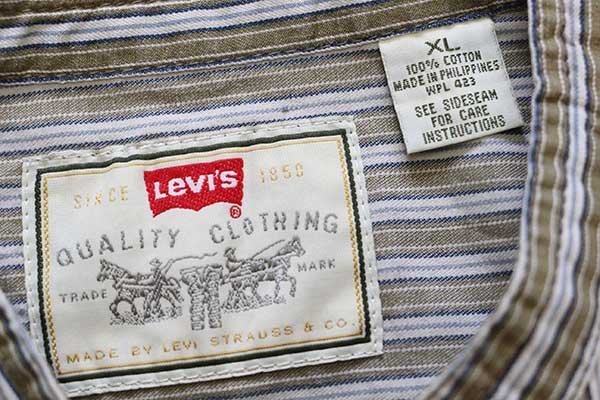 XL
100% COTTON
MADE IN PHILIPPINES
WPL 423
SEE SIDESEAM
FOR CARE
INSTRUCTIONS
SINCE 1850
LEVI'S
®
QUALITY CLOTHING
TRADE MARK
MADE BY LEVI STRAUSS & CO.